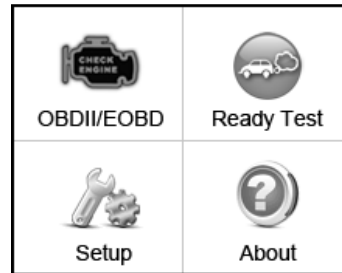 CHECK
ENGINE
OBDII/EOBD
Ready Test
Setup
About